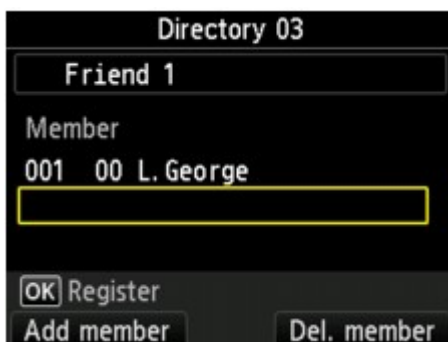 Directory 03
Friend 1
Member
001 00 L.George
OK Register
Add member Del. member